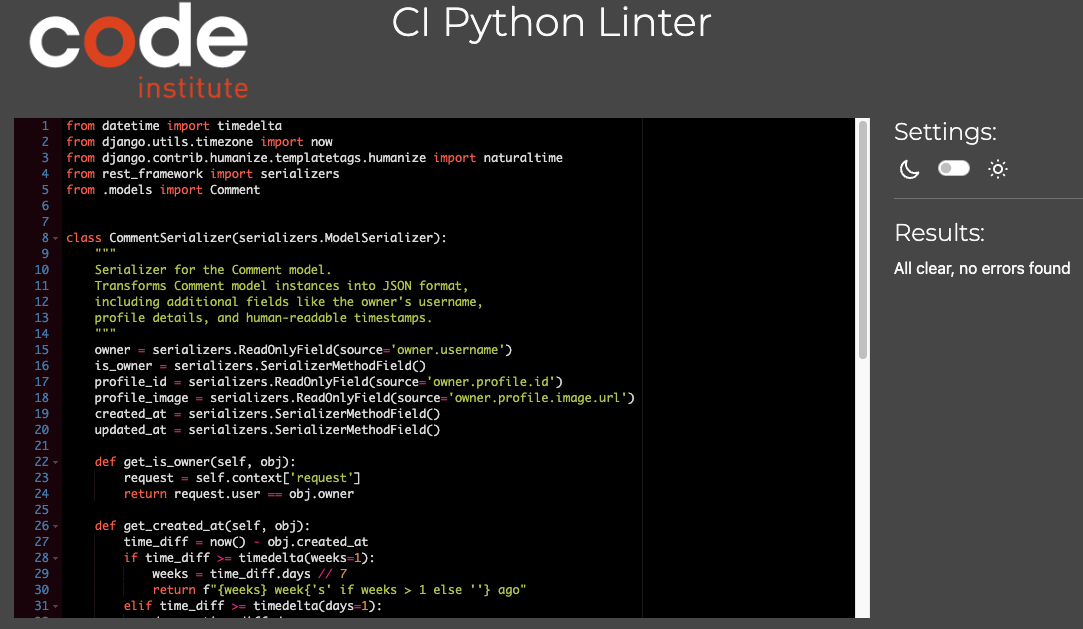 code
institute
CI Python Linter
1 from datetime import timedelta
2 from django.utils.timezone import now
3 from django.contrib.humanize.templatetags.humanize import naturaltime
4 from rest_framework import serializers
5 from .models import Comment
6
7
8 class CommentSerializer(serializers.ModelSerializer):
9     """
10     Serializer for the Comment model.
11     Transforms Comment model instances into JSON format,
12     including additional fields like the owner's username,
13     profile details, and human-readable timestamps.
14     """
15     owner = serializers.ReadOnlyField(source='owner.username')
16     is_owner = serializers.SerializerMethodField()
17     profile_id = serializers.ReadOnlyField(source='owner.profile.id')
18     profile_image = serializers.ReadOnlyField(source='owner.profile.image.url')
19     created_at = serializers.SerializerMethodField()
20     updated_at = serializers.SerializerMethodField()
21
22     def get_is_owner(self, obj):
23         request = self.context['request']
24         return request.user == obj.owner
25
26     def get_created_at(self, obj):
27         time_diff = now() - obj.created_at
28         if time_diff >= timedelta(weeks=1):
29             weeks = time_diff.days // 7
30             return f"{weeks} week{'s' if weeks > 1 else ''} ago"
31         elif time_diff >= timedelta(days=1):
Settings:
Results:
All clear, no errors found